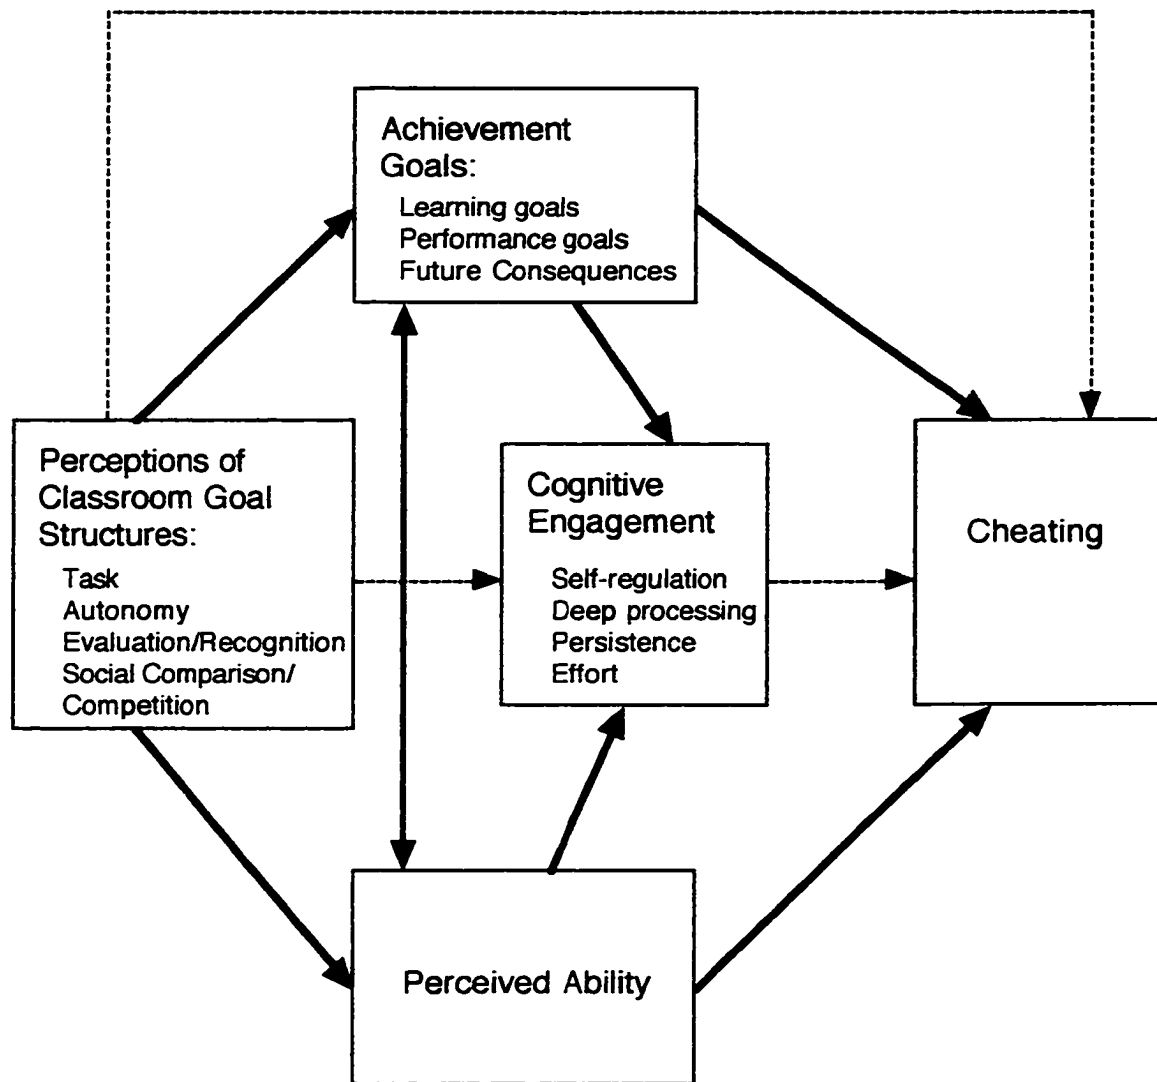 Achievement
Goals:
Learning goals
Performance goals
Future Consequences
Perceptions of
Classroom Goal
Structures:
Task
Autonomy
Evaluation/Recognition
Social Comparison/
Competition
Cognitive
Engagement
Self-regulation
Deep processing
Persistence
Effort
Cheating
Perceived Ability